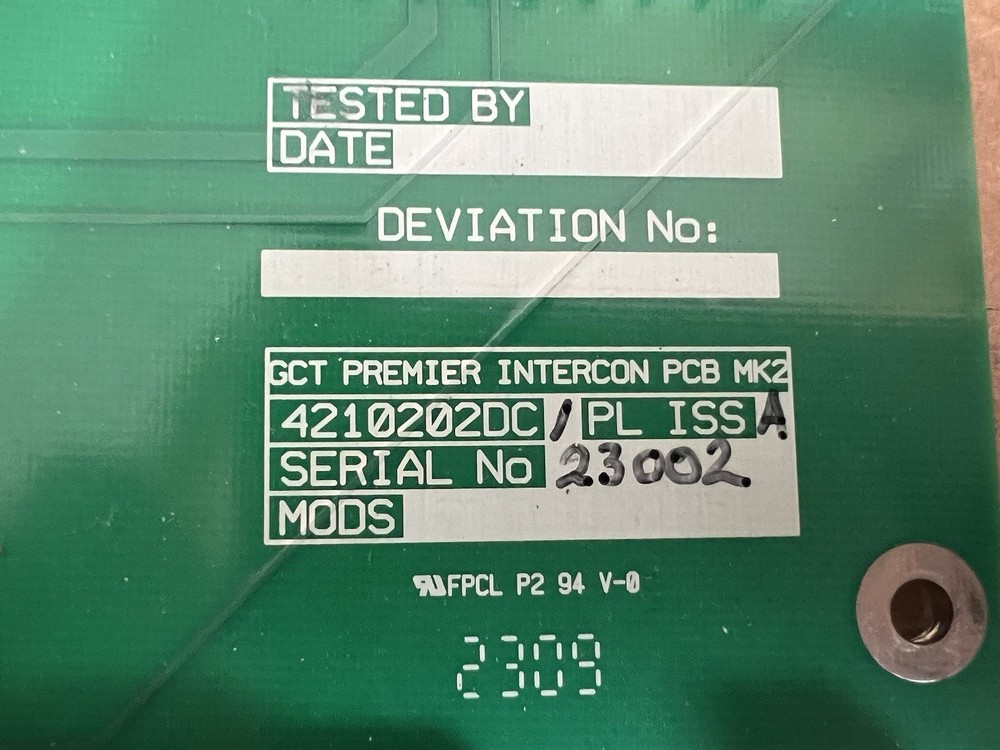 TESTED BY
DATE
DEVIATION No:
GCT PREMIER INTERCON PCB MK2
4210202DC / PL ISS A
SERIAL No 23002
MODS
FPCL P2 94 V-0
2309